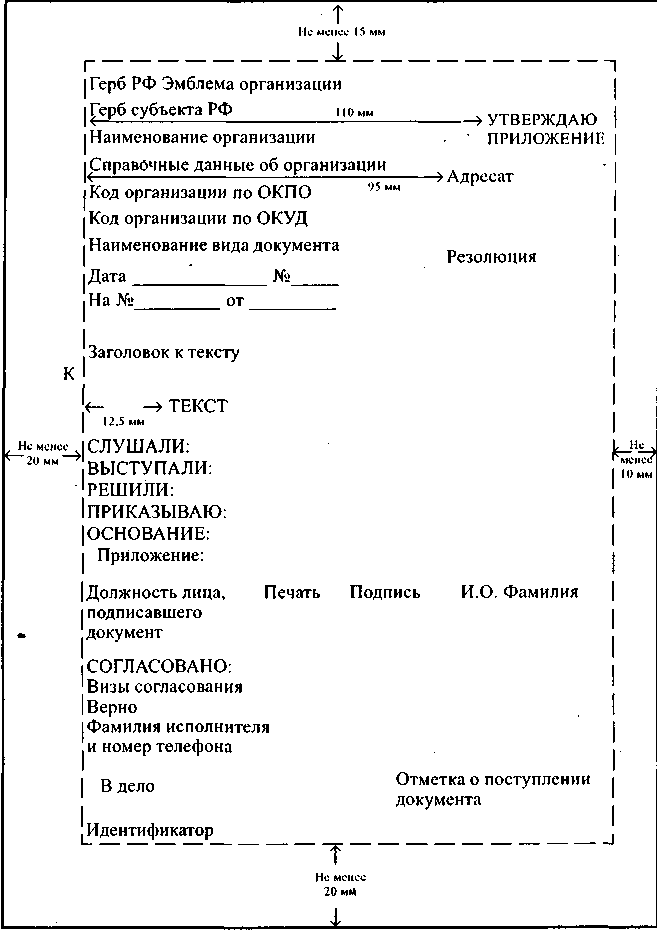 Не менее 15 мм
Герб РФ Эмблема организации
Герб субъекта РФ
110 мм
УТВЕРЖДАЮ
Наименование организации
ПРИЛОЖЕНИЕ
Справочные данные об организации
95 мм
Адресат
Код организации по ОКПО
Код организации по ОКУД
Наименование вида документа
Резолюция
Дата ____________ №_____
На №_________ от _________
Заголовок к тексту
К
ТЕКСТ
12,5 мм
Не менее
20 мм
СЛУШАЛИ:
ВЫСТУПАЛИ:
РЕШИЛИ:
ПРИКАЗЫВАЮ:
ОСНОВАНИЕ:
Приложение:
Не
менее
10 мм
Должность лица, Печать Подпись И.О. Фамилия
подписавшего
документ
СОГЛАСОВАНО:
Визы согласования
Верно
Фамилия исполнителя
и номер телефона
В дело
Отметка о поступлении
документа
Идентификатор
Не менее
20 мм